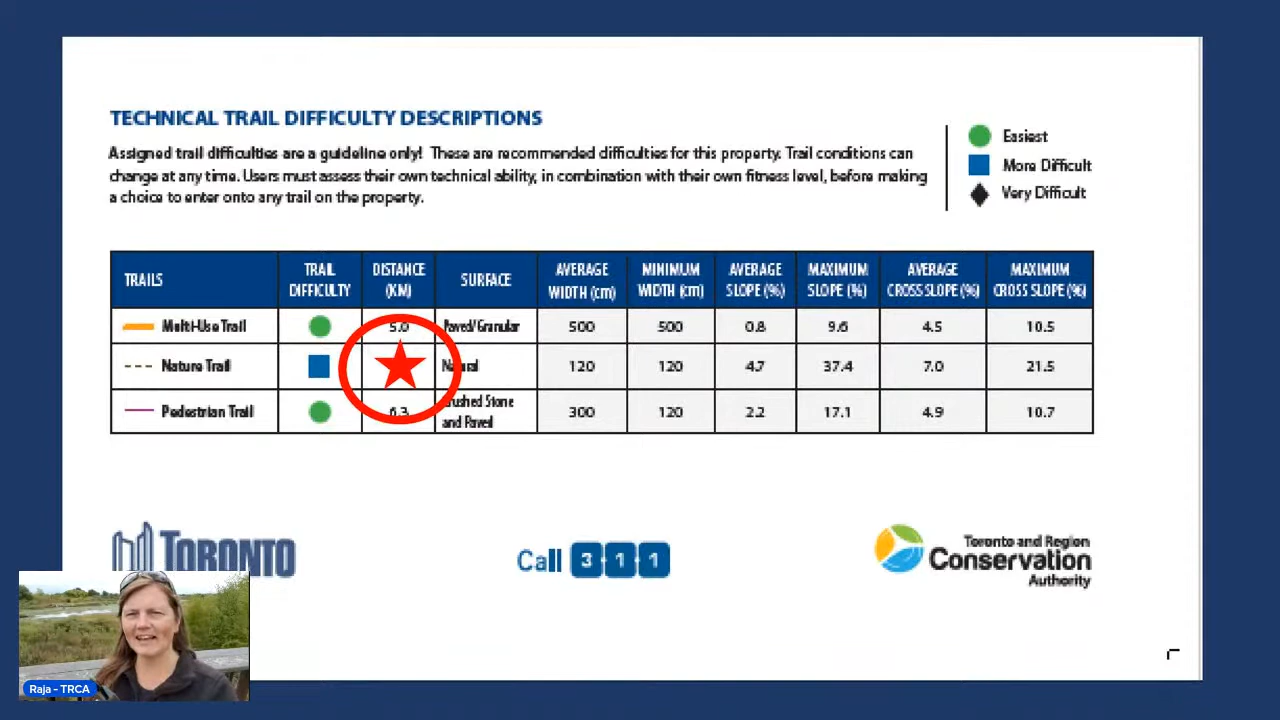 TECHNICAL TRAIL DIFFICULTY DESCRIPTIONS
Assigned trail difficulties are a guideline only! These are recommended difficulties for this property. Trail conditions can
change at any time. Users must assess their own technical ability, in combination with their own fitness level, before making
a choice to enter onto any trail on the property.
Easiest
More Difficult
Very Difficult
TRAILS TRAIL DIFFICULTY DISTANCE (KM) SURFACE AVERAGE WIDTH (cm) MINIMUM WIDTH (cm) AVERAGE SLOPE (%) MAXIMUM SLOPE (%) AVERAGE CROSS SLOPE (%) MAXIMUM CROSS SLOPE (%)
Multi-Use Trail 5.0 Paved/Granular 500 500 0.8 9.6 4.5 10.5
Nature Trail Natural 120 120 4.7 37.4 7.0 21.5
Pedestrian Trail 6.3 Crushed Stone and Paved 300 120 2.2 17.1 4.9 10.7
TORONTO
Call 3-1-1
Toronto and Region
Conservation
Authority
Raja - TRCA